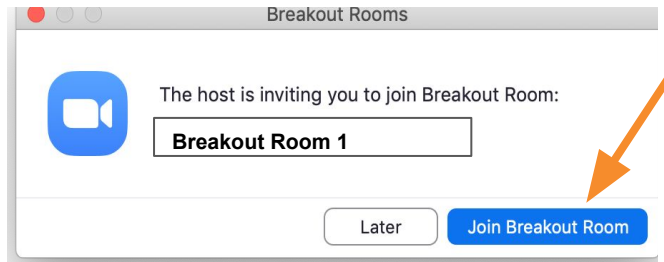 Breakout Rooms
The host is inviting you to join Breakout Room:
Breakout Room 1
Later
Join Breakout Room